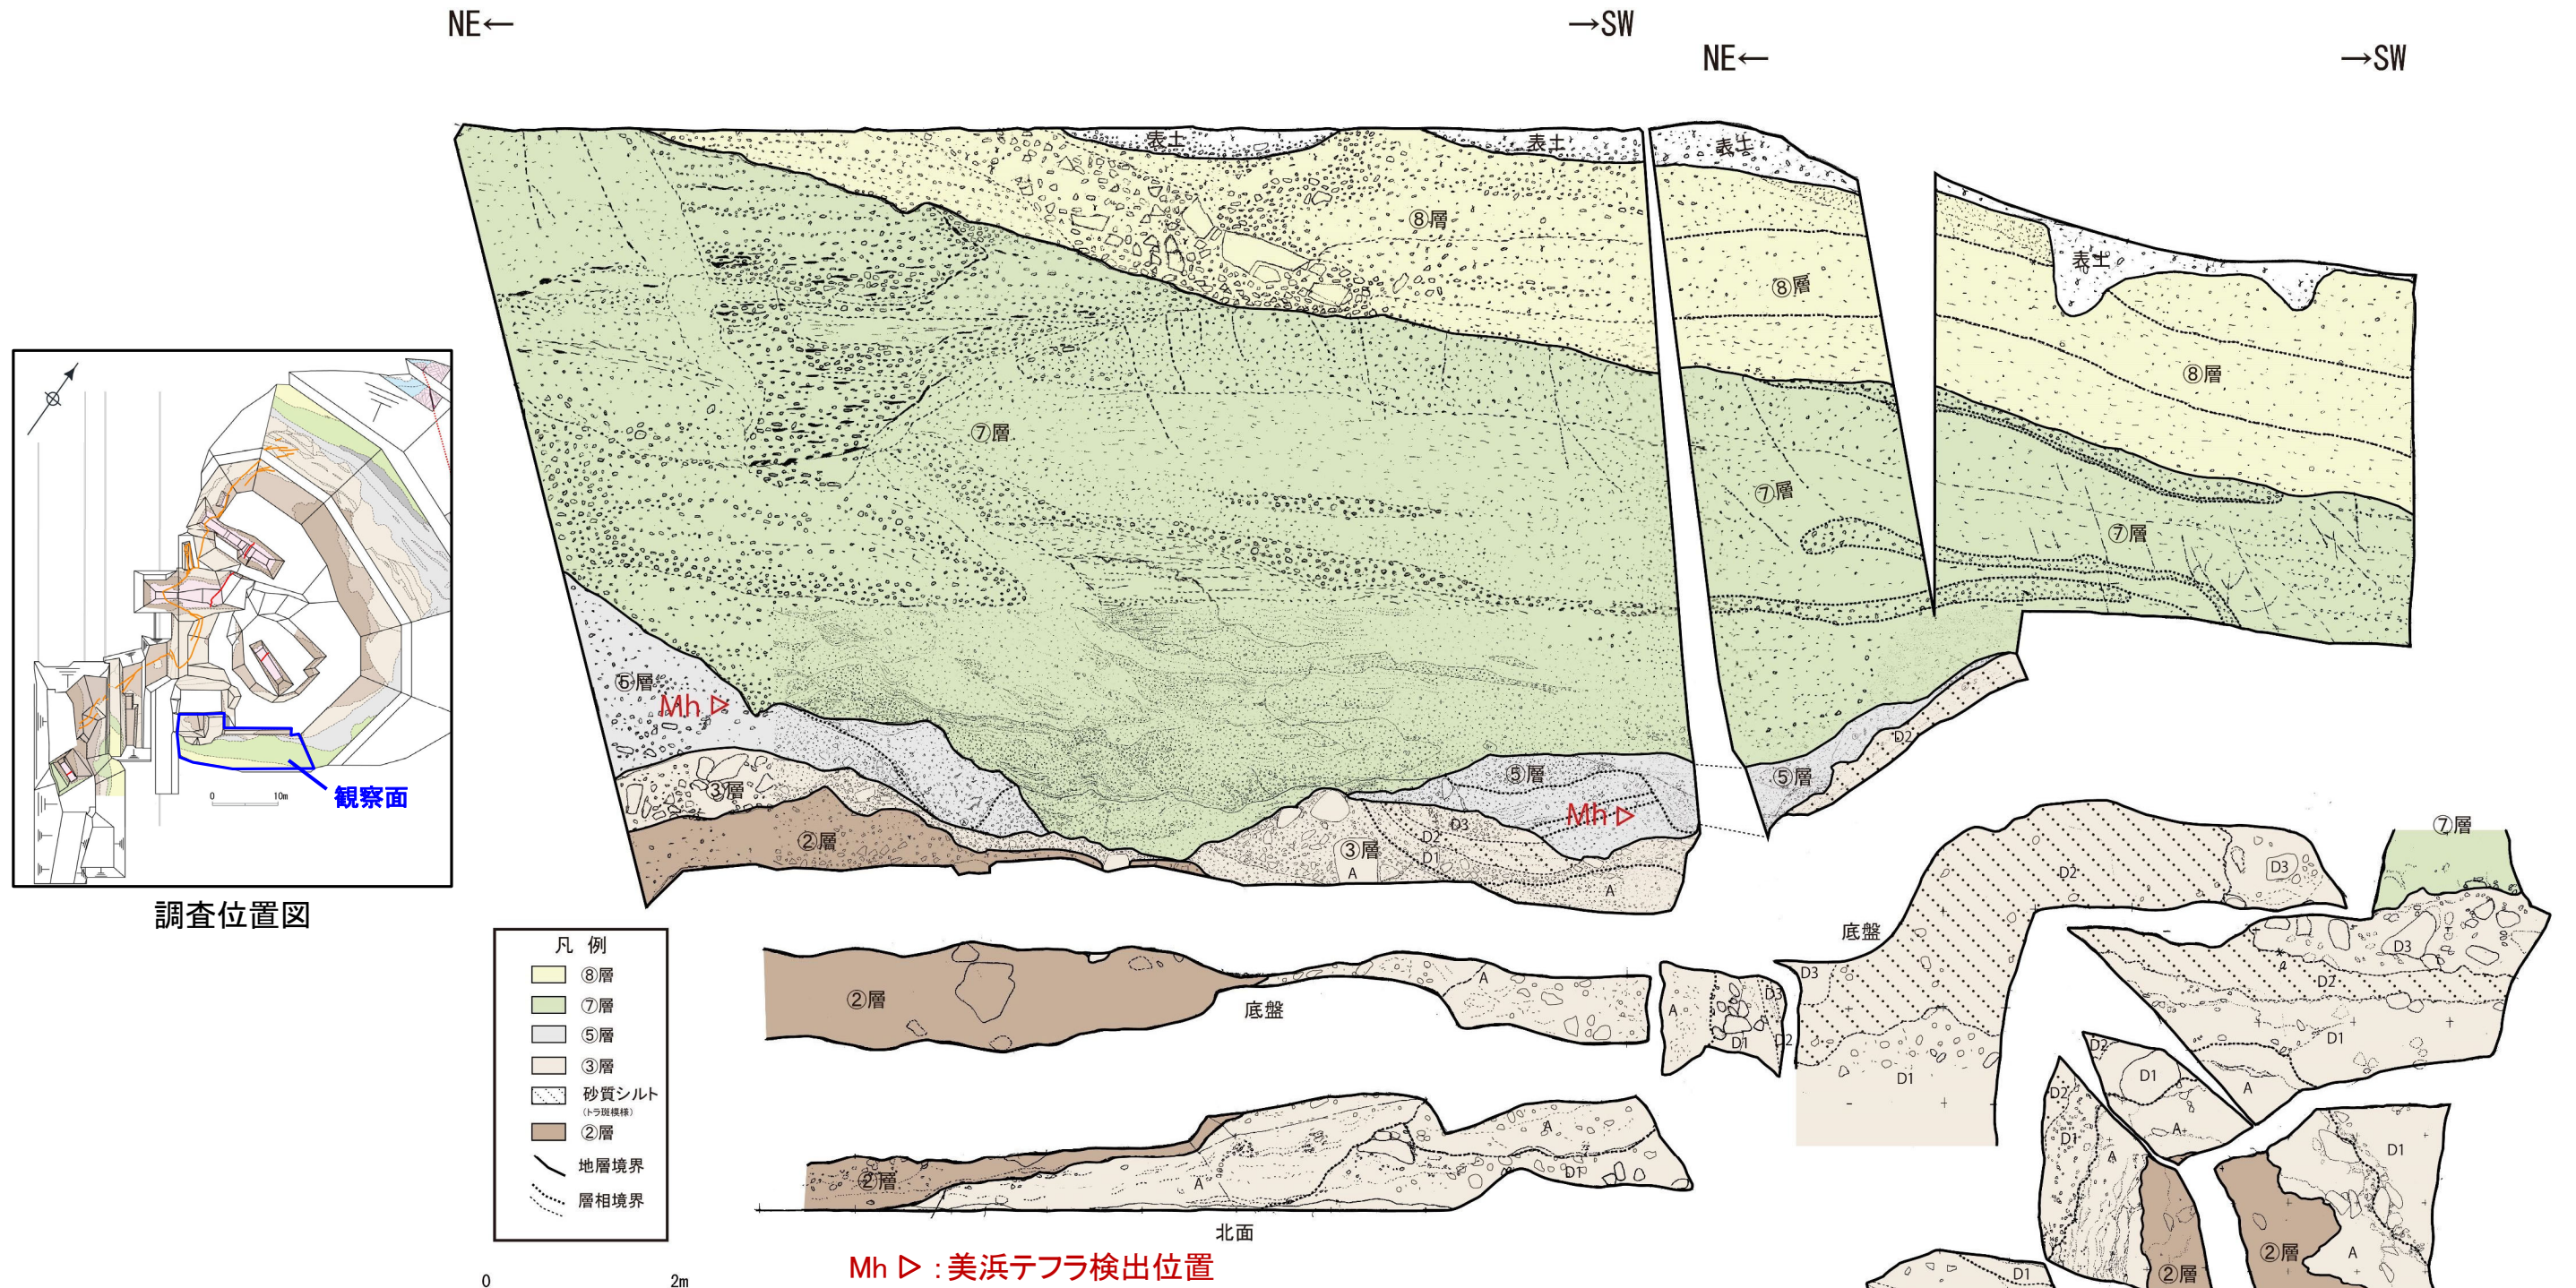 NE←
→SW
NE←
→SW
表土
表土
表土
表土
⑧層
⑧層
⑧層
⑦層
⑦層
⑦層
⑤層
Mh ▷
③層
②層
⑤層
Mh ▷
D3
D2
D1
③層
A
A
⑤層
D2
0 10m
観察面
調査位置図
凡 例
⑧層
⑦層
⑤層
③層
砂質シルト
(トラ斑模様)
②層
地層境界
層相境界
0 2m
②層
底盤
A
A
D3
D1
D2
底盤
D3
D2
D3
D1
⑦層
D3
D2
D1
A
D2
D1
A
D2
D1
A
②層
D1
②層
A
D1
②層
A
A
D1
北面
Mh ▷ : 美浜テフラ検出位置